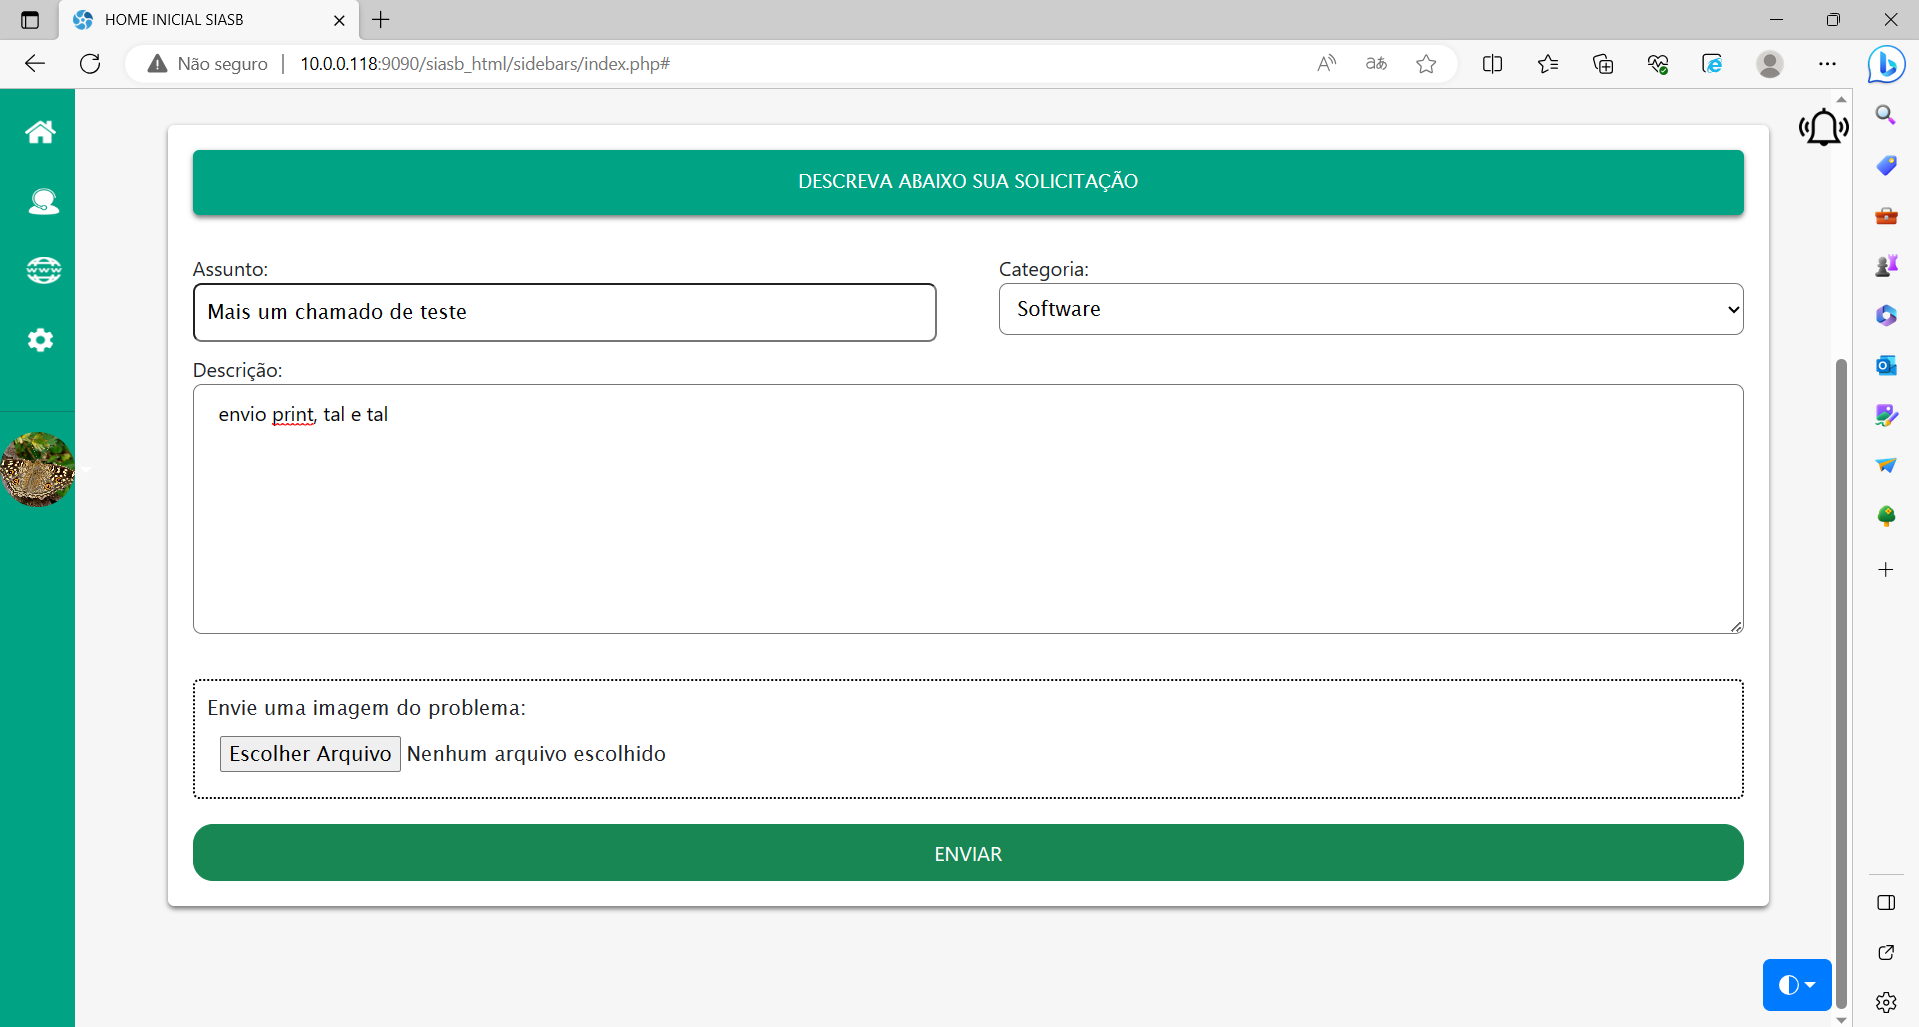 HOME INICIAL SIASB
Não seguro
10.0.0.118:9090/siasb_html/sidebars/index.php#
DESCREVA ABAIXO SUA SOLICITAÇÃO
Assunto:
Categoria:
Mais um chamado de teste
Software
Descrição:
envio print, tal e tal
Envie uma imagem do problema:
Escolher Arquivo Nenhum arquivo escolhido
ENVIAR